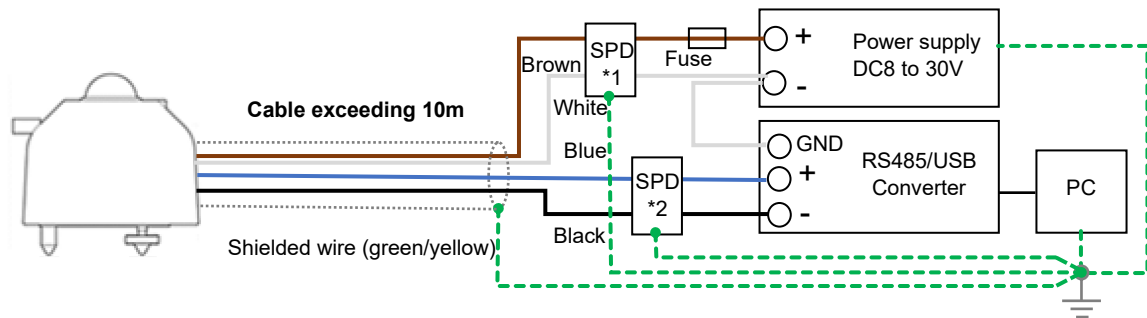 SPD
*1
Fuse
+
-
Power supply
DC8 to 30V
Brown
White
Cable exceeding 10m
Blue
GND
+
-
RS485/USB
Converter
PC
SPD
*2
Black
Shielded wire (green/yellow)